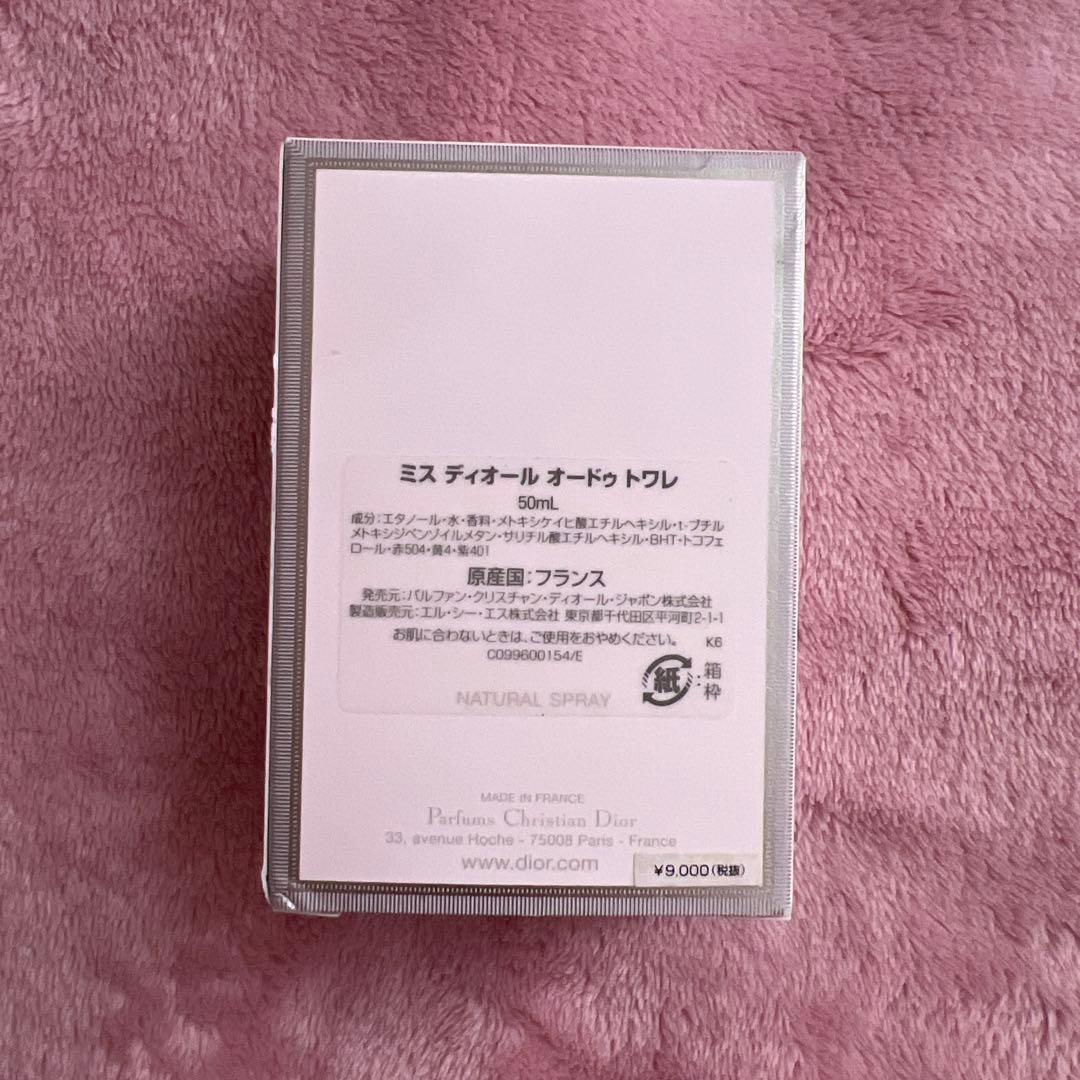 ミス ディオール オードゥ トワレ
50mL
成分:エタノール・水・香料・メトキシケイヒ酸エチルヘキシル・t-ブチル
メトキシジベンゾイルメタン・サリチル酸エチルヘキシル・BHT・トコフェ
ロール・赤504・黄4・紫401
原産国:フランス
発売元:パルファン・クリスチャン・ディオール・ジャポン株式会社
製造販売元:エル・シー・エス株式会社 東京都千代田区平河町2-1-1
お肌に合わないときは、ご使用をおやめください。 K6
C099600154/E
紙:箱
枠
NATURAL SPRAY
MADE IN FRANCE
Parfums Christian Dior
33, avenue Hoche - 75008 Paris - France
www.dior.com
¥9,000(税抜)